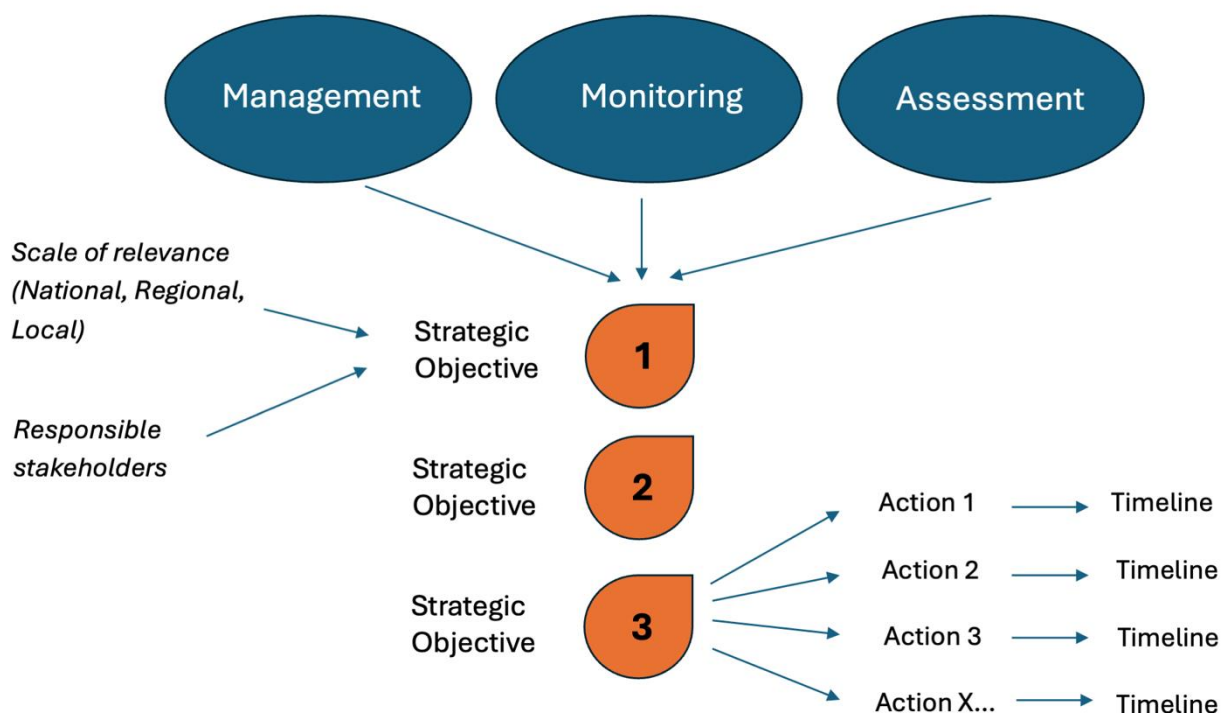 Management
Monitoring
Assessment
Scale of relevance
(National, Regional,
Local)
Strategic
Objective
1
Responsible
stakeholders
Strategic
Objective
2
Strategic
Objective
3
Action 1
Timeline
Action 2
Timeline
Action 3
Timeline
Action X...
Timeline